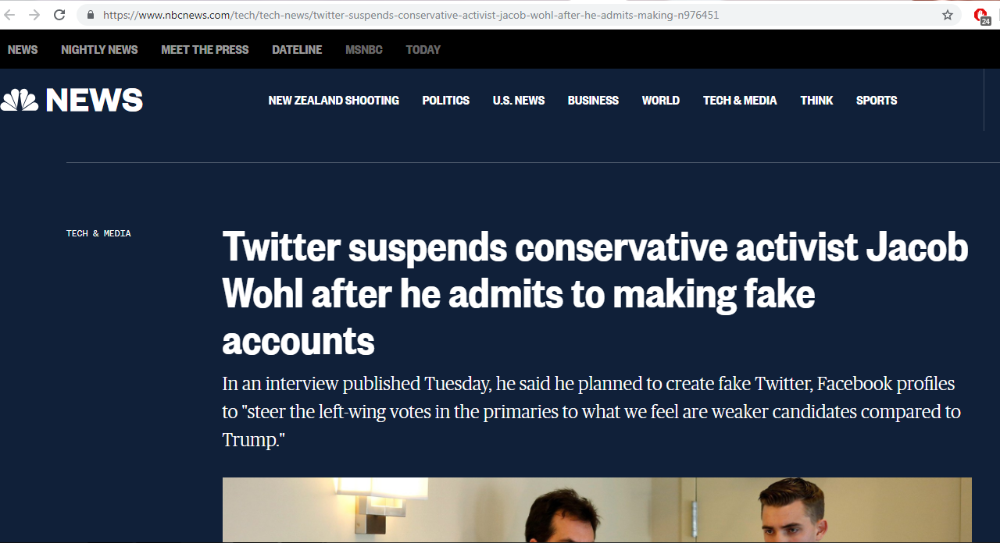 https://www.nbcnews.com/tech/tech-news/twitter-suspends-conservative-activist-jacob-wohl-after-he-admits-making-n976451
24
NEWS NIGHTLY NEWS MEET THE PRESS DATELINE MSNBC TODAY
NEWS NEW ZEALAND SHOOTING POLITICS U.S. NEWS BUSINESS WORLD TECH & MEDIA THINK SPORTS
TECH & MEDIA
Twitter suspends conservative activist Jacob
Wohl after he admits to making fake
accounts
In an interview published Tuesday, he said he planned to create fake Twitter, Facebook profiles
to "steer the left-wing votes in the primaries to what we feel are weaker candidates compared to
Trump."